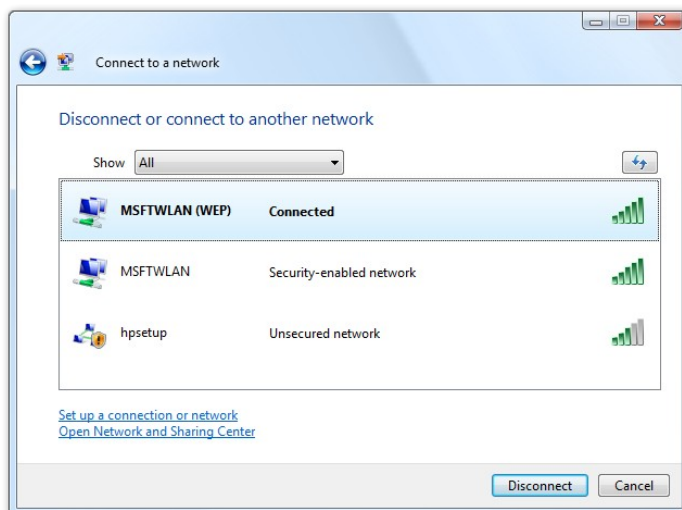 Connect to a network
Disconnect or connect to another network
Show All
MSFTWLAN (WEP) Connected
MSFTWLAN Security-enabled network
hpsetup Unsecured network
Set up a connection or network
Open Network and Sharing Center
Disconnect Cancel